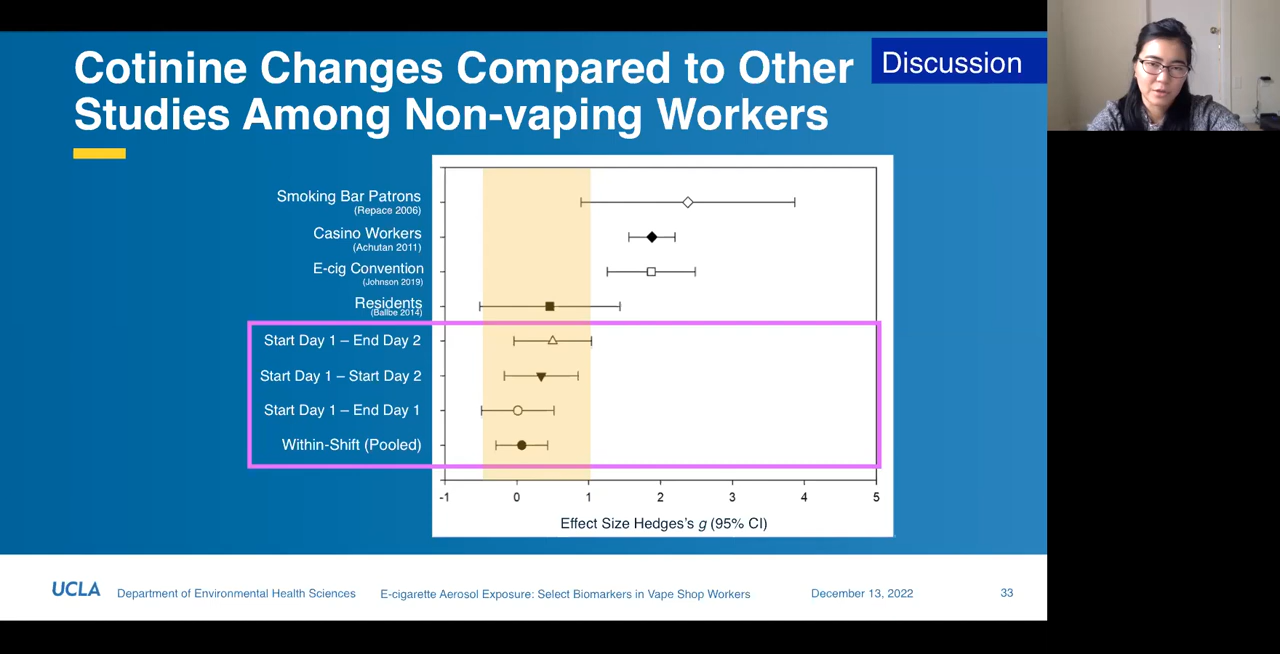 Cotinine Changes Compared to Other
Studies Among Non-vaping Workers
Discussion
Smoking Bar Patrons
(Repace 2006)
Casino Workers
(Achutan 2011)
E-cig Convention
(Johnson 2019)
Residents
(Ballbe 2014)
Start Day 1 – End Day 2
Start Day 1 – Start Day 2
Start Day 1 – End Day 1
Within-Shift (Pooled)
-1 0 1 2 3 4 5
Effect Size Hedges's g (95% CI)
UCLA Department of Environmental Health Sciences E-cigarette Aerosol Exposure: Select Biomarkers in Vape Shop Workers December 13, 2022 33